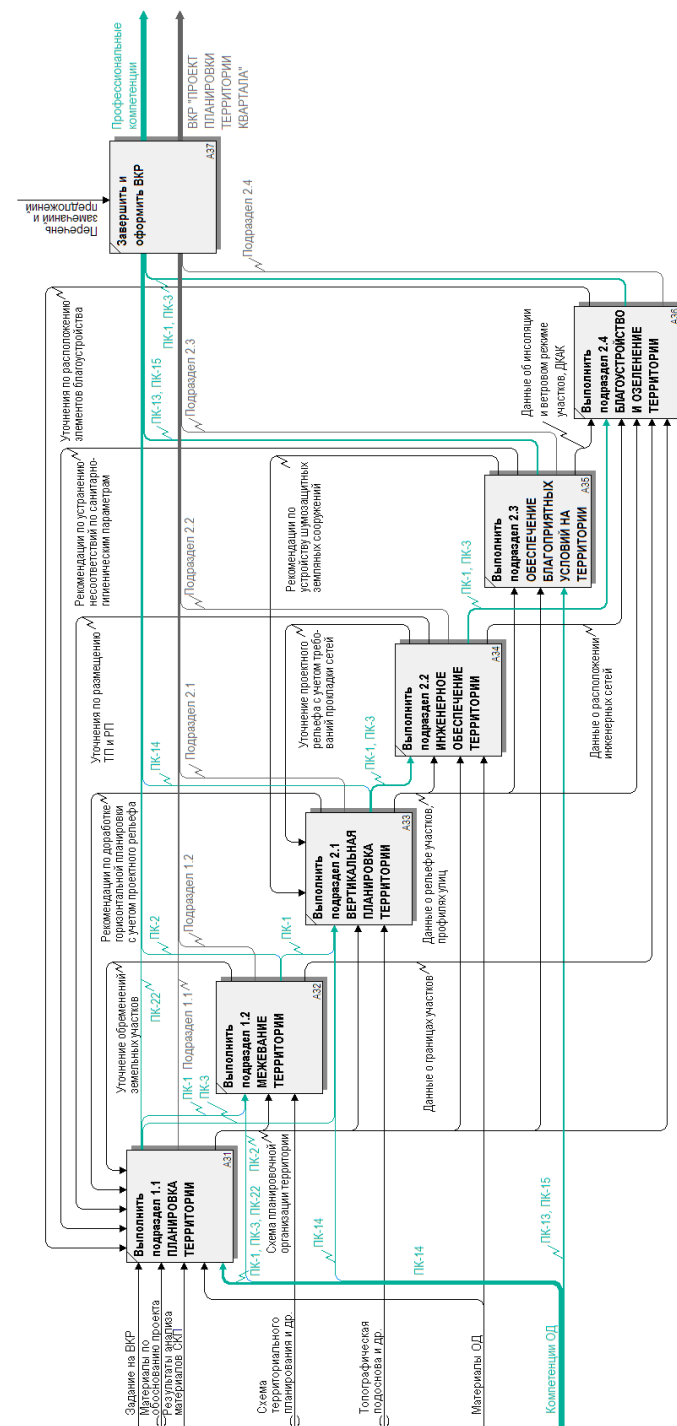 Профессиональные
компетенции
ВКР "ПРОЕКТ
ПЛАНИРОВКИ
ТЕРРИТОРИИ
КВАРТАЛА"
Перечень
замечаний и
предложений
Завершить и
оформить ВКР
А37
Подраздел 2.4
Уточнения по расположению
элементов благоустройства
ПК-1, ПК-3
ПК-13, ПК-15
Подраздел 2.3
Данные об инсоляции
и ветровом режиме
участков, ДКАК
Выполнить
подраздел 2.4
БЛАГОУСТРОЙСТВО
И ОЗЕЛЕНЕНИЕ
ТЕРРИТОРИИ
А36
Рекомендации по устранению
несоответствий по санитарно-
гигиеническим параметрам
Подраздел 2.2
Рекомендации по
устройству шумозащитных
земляных сооружений
Выполнить
подраздел 2.3
ОБЕСПЕЧЕНИЕ
БЛАГОПРИЯТНЫХ
УСЛОВИЙ НА
ТЕРРИТОРИИ
А35
ПК-1, ПК-3
Уточнения по размещению
ТП и РП
Подраздел 2.1
Уточнение проектного
рельефа с учетом требо-
ваний прокладки сетей
Выполнить
подраздел 2.2
ИНЖЕНЕРНОЕ
ОБЕСПЕЧЕНИЕ
ТЕРРИТОРИИ
А34
Данные о расположении
инженерных сетей
ПК-14
ПК-1, ПК-3
Рекомендации по доработке
горизонтальной планировки
с учетом проектного рельефа
ПК-2
Подраздел 1.2
ПК-1
Выполнить
подраздел 2.1
ВЕРТИКАЛЬНАЯ
ПЛАНИРОВКА
ТЕРРИТОРИИ
А33
Данные о рельефе участков,
профилях улиц
Уточнение обременений
земельных участков
ПК-22
Подраздел 1.1
ПК-1
ПК-3
Выполнить
подраздел 1.2
МЕЖЕВАНИЕ
ТЕРРИТОРИИ
А32
Данные о границах участков
Выполнить
подраздел 1.1
ПЛАНИРОВКА
ТЕРРИТОРИИ
А31
ПК-1, ПК-3, ПК-22
ПК-2
Схема планировочной
организации территории
ПК-14
ПК-14
ПК-13, ПК-15
Задание на ВКР
Материалы по
обоснованию проекта
Результаты анализа
материалов СКП
Схема
территориального
планирования и др.
Топографическая
подоснова и др.
Материалы ОД
Компетенции ОД